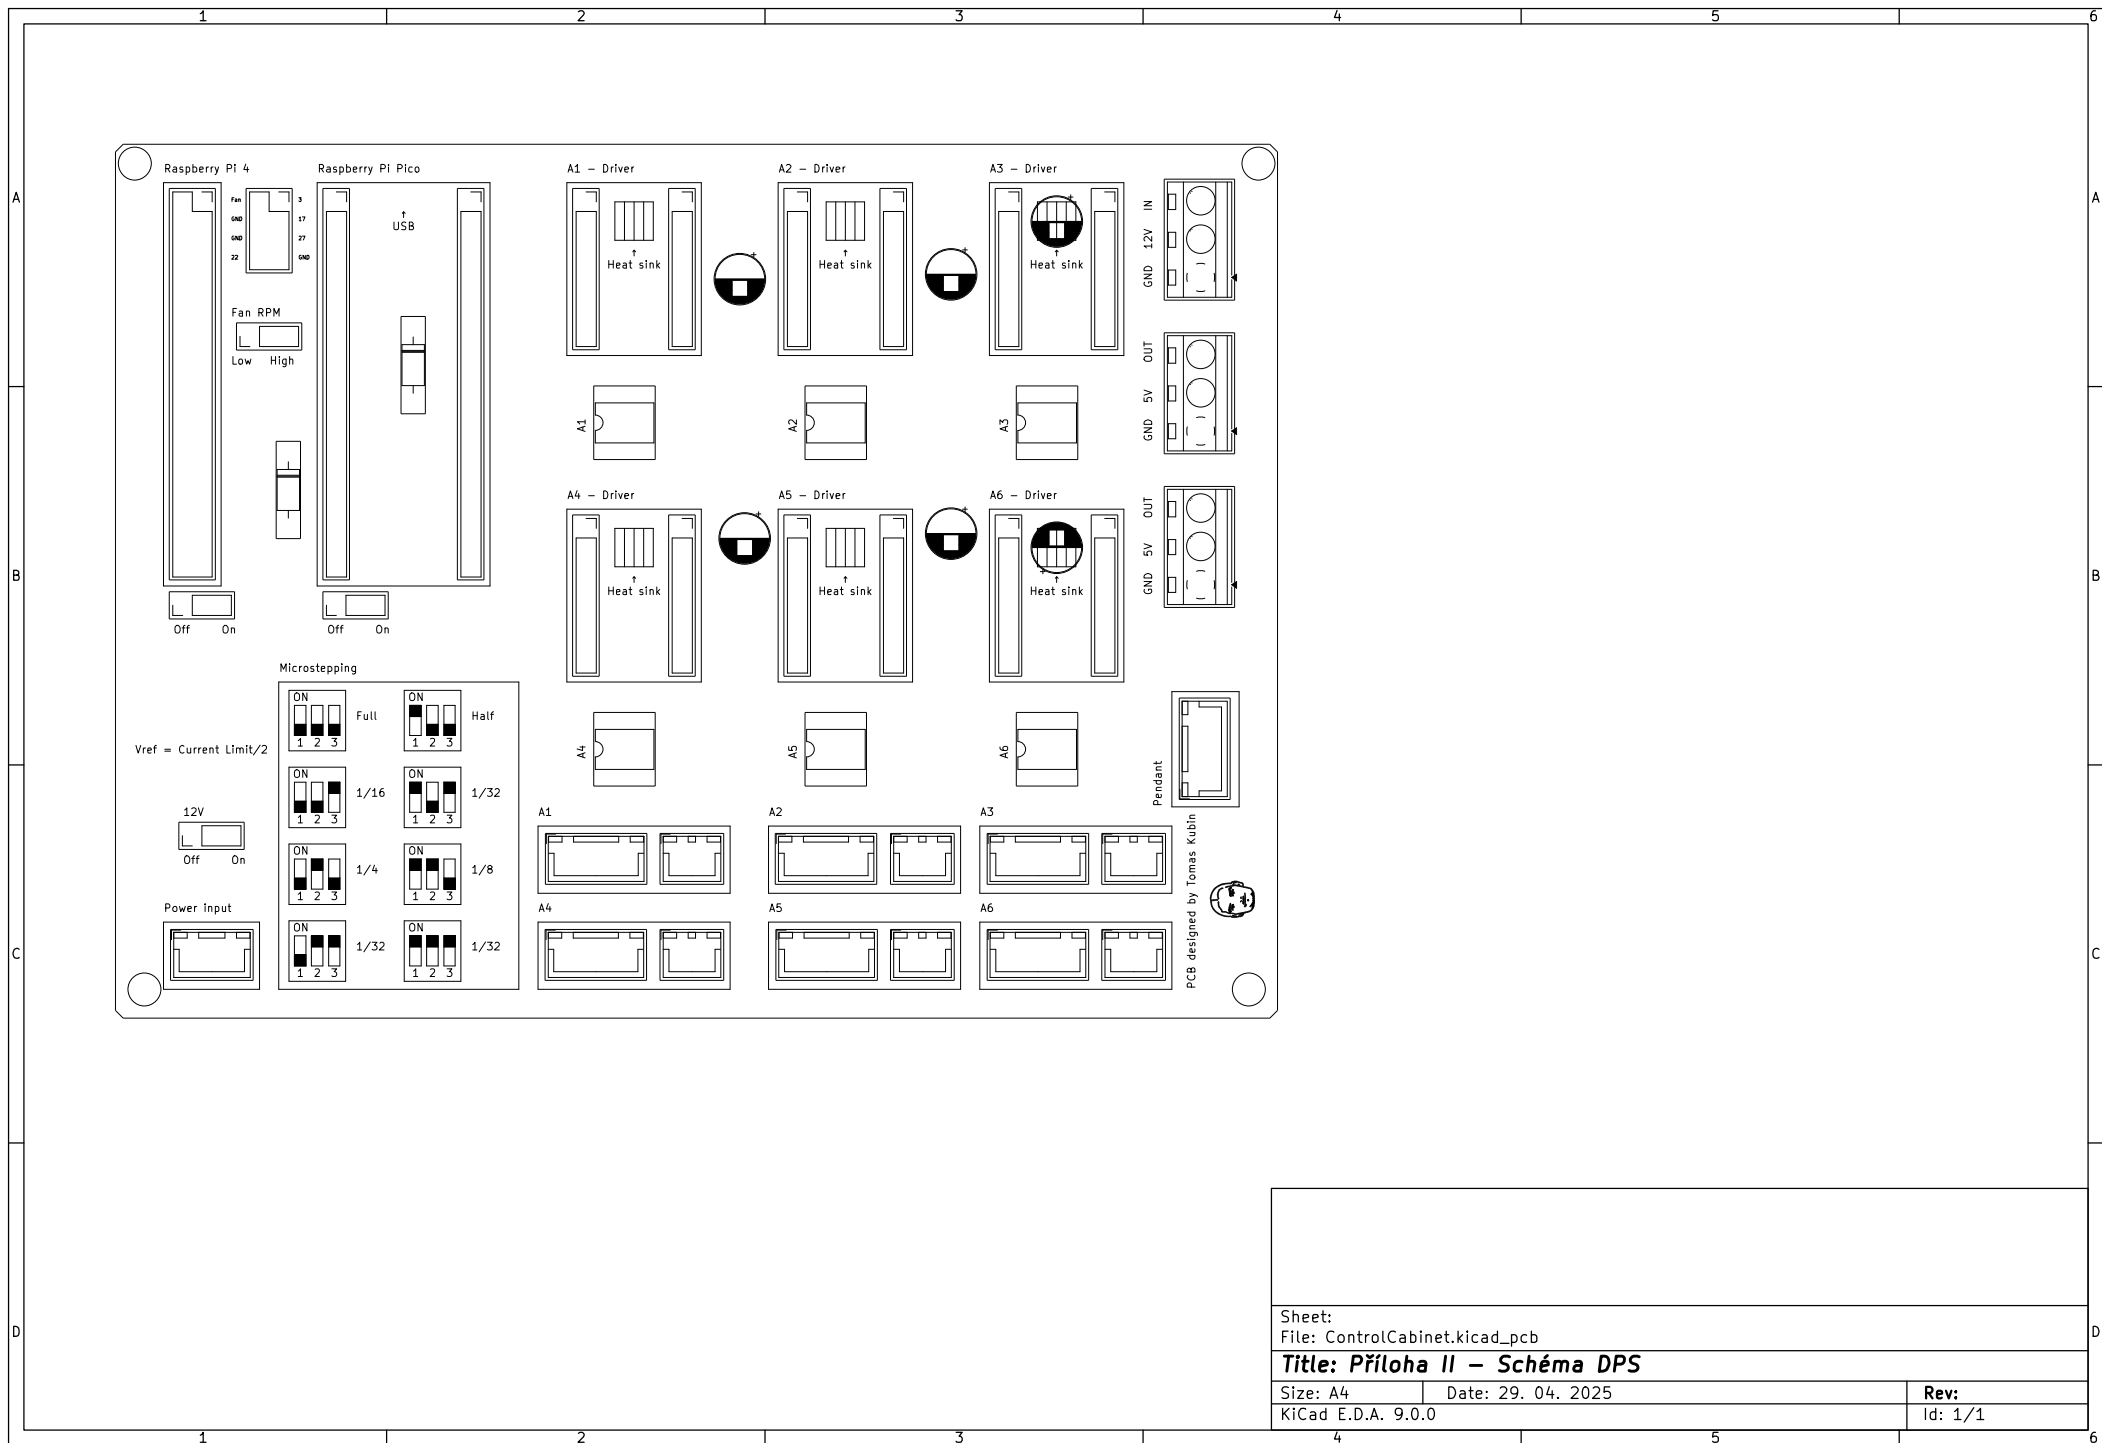 1 2 3 4 5 6
A
B
C
D
A
B
C
D
Raspberry Pi 4
Fan 3
GND 17
GND 27
22 GND
Fan RPM
Low High
Off On
Raspberry Pi Pico
↑
USB
Off On
A1 – Driver
↑
Heat sink
+
A2 – Driver
↑
Heat sink
+
A3 – Driver
+
↑
Heat sink
GND 12V IN
GND 5V OUT
GND 5V OUT
A1
A2
A3
A4 – Driver
↑
Heat sink
+
A5 – Driver
↑
Heat sink
+
A6 – Driver
+
↑
Heat sink
A4
A5
A6
Microstepping
ON
1 2 3
Full
ON
1 2 3
Half
ON
1 2 3
1/16
ON
1 2 3
1/32
ON
1 2 3
1/4
ON
1 2 3
1/8
ON
1 2 3
1/32
ON
1 2 3
1/32
Vref = Current Limit/2
12V
Off On
Power input
A1
A2
A3
A4
A5
A6
Pendant
PCB designed by Tomas Kubin
Sheet:
File: ControlCabinet.kicad_pcb
Title: Příloha II – Schéma DPS
Size: A4 Date: 29. 04. 2025 Rev:
KiCad E.D.A. 9.0.0 Id: 1/1
1 2 3 4 5 6